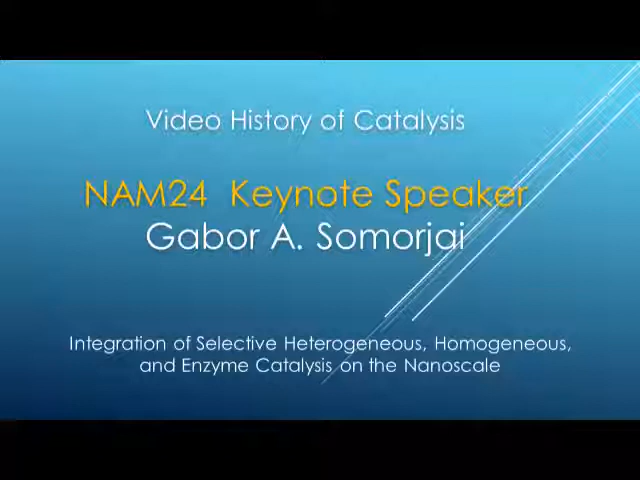 Video History of Catalysis
NAM24 Keynote Speaker
Gabor A. Somorjai
Integration of Selective Heterogeneous, Homogeneous,
and Enzyme Catalysis on the Nanoscale